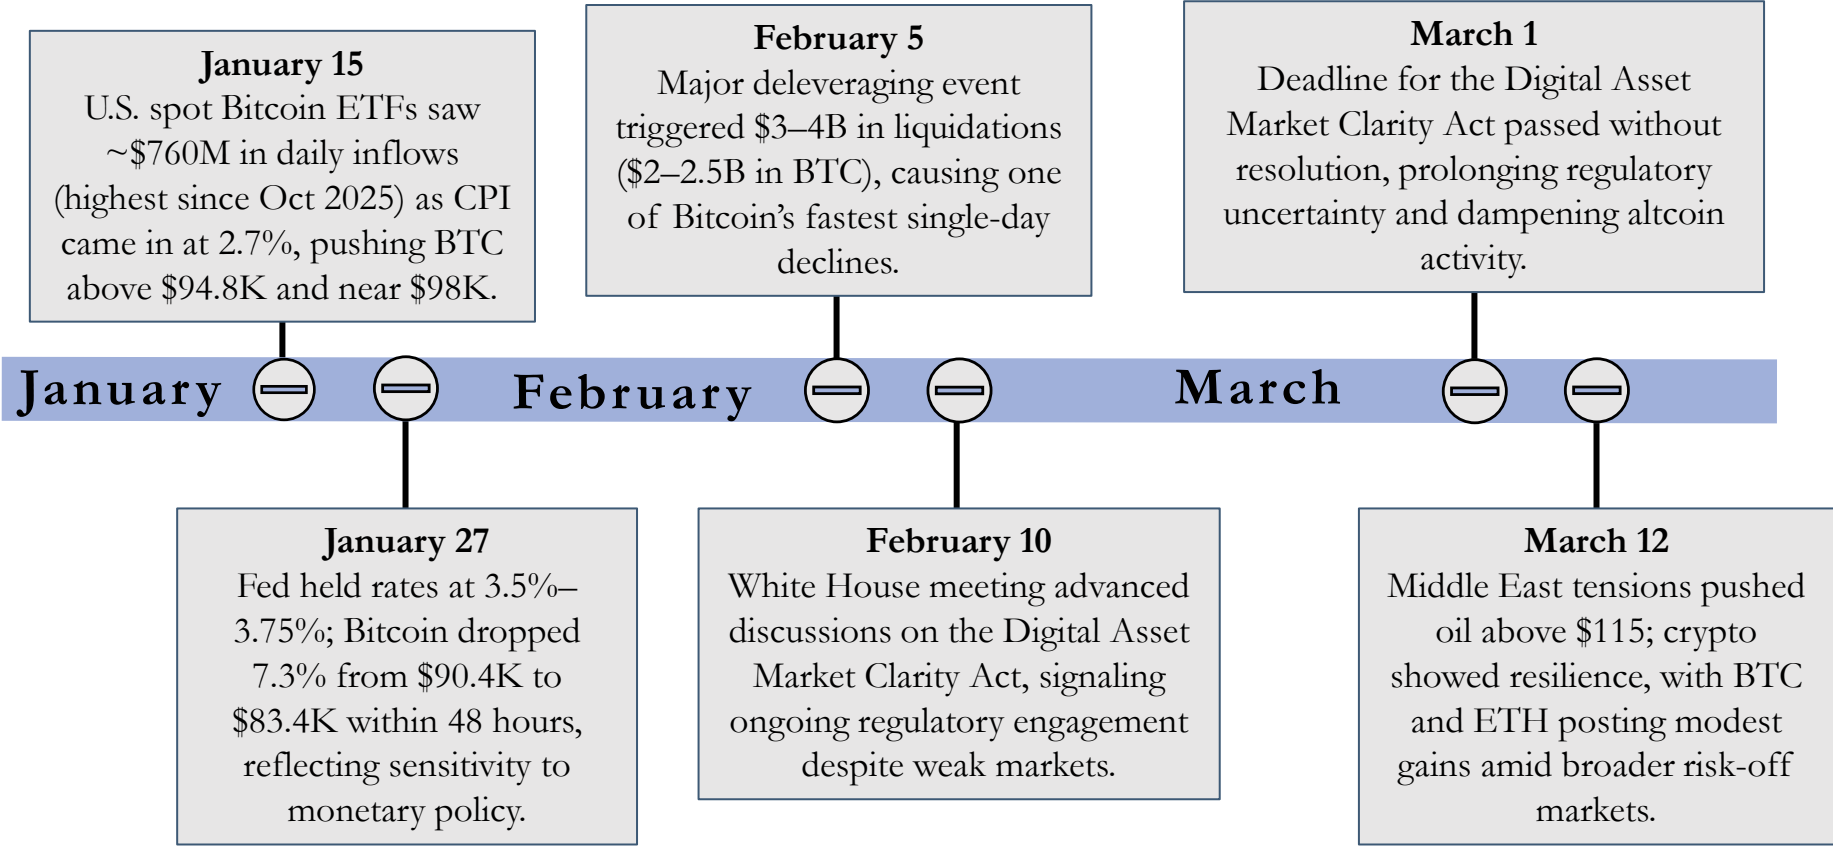 January 15
U.S. spot Bitcoin ETFs saw
~$760M in daily inflows
(highest since Oct 2025) as CPI
came in at 2.7%, pushing BTC
above $94.8K and near $98K.
February 5
Major deleveraging event
triggered $3–4B in liquidations
($2–2.5B in BTC), causing one
of Bitcoin’s fastest single-day
declines.
March 1
Deadline for the Digital Asset
Market Clarity Act passed without
resolution, prolonging regulatory
uncertainty and dampening altcoin
activity.
January
February
March
January 27
Fed held rates at 3.5%–
3.75%; Bitcoin dropped
7.3% from $90.4K to
$83.4K within 48 hours,
reflecting sensitivity to
monetary policy.
February 10
White House meeting advanced
discussions on the Digital Asset
Market Clarity Act, signaling
ongoing regulatory engagement
despite weak markets.
March 12
Middle East tensions pushed
oil above $115; crypto
showed resilience, with BTC
and ETH posting modest
gains amid broader risk-off
markets.